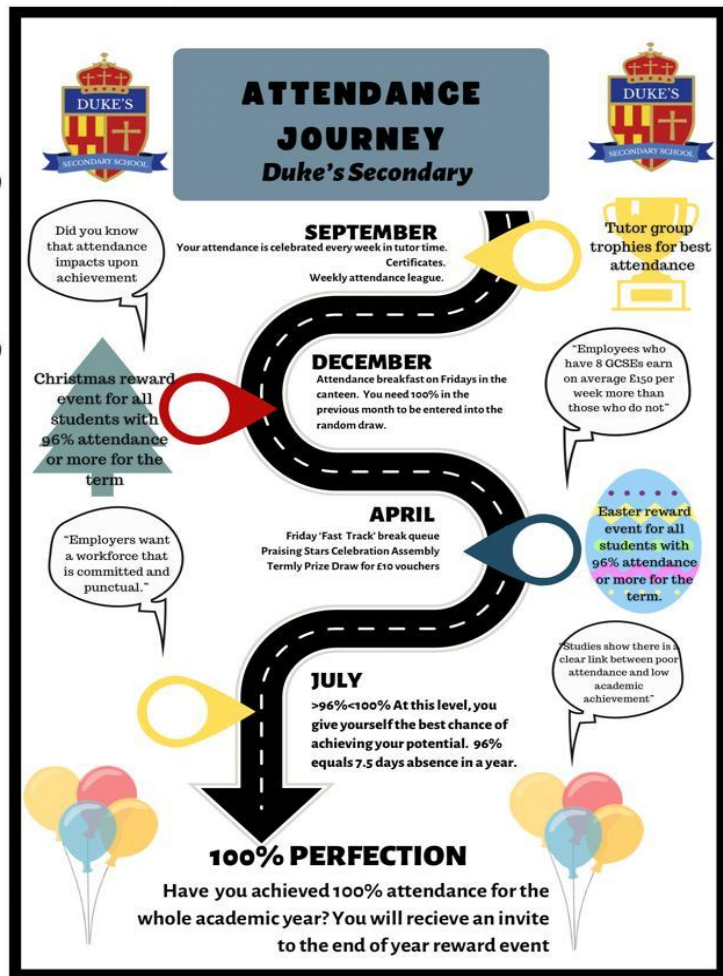 DUKE'S
SECONDARY SCHOOL
ATTENDANCE
JOURNEY
Duke's Secondary
DUKE'S
SECONDARY SCHOOL
Did you know
that attendance
impacts upon
achievement
SEPTEMBER
Your attendance is celebrated every week in tutor time.
Certificates.
Weekly attendance league.
Tutor group
trophies for best
attendance
Christmas reward
event for all
students with
96% attendance
or more for the
term
DECEMBER
Attendance breakfast on Fridays in the
canteen. You need 100% in the
previous month to be entered into the
random draw.
"Employees who
have 8 GCSEs earn
on average £150 per
week more than
those who do not"
"Employers want
a workforce that
is committed and
punctual."
APRIL
Friday 'Fast Track' break queue
Praising Stars Celebration Assembly
Termly Prize Draw for £10 vouchers
Easter reward
event for all
students with
96% attendance
or more for the
term.
JULY
>96%<100% At this level, you
give yourself the best chance of
achieving your potential. 96%
equals 7.5 days absence in a year.
"Studies show there is a
clear link between poor
attendance and low
academic
achievement"
100% PERFECTION
Have you achieved 100% attendance for the
whole academic year? You will recieve an invite
to the end of year reward event